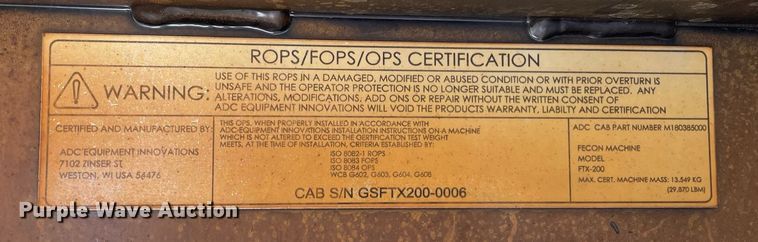 ROPS/FOPS/OPS CERTIFICATION
WARNING:
USE OF THIS ROPS IN A DAMAGED, MODIFIED OR ABUSED CONDITION OR WITH PRIOR OVERTURN IS
UNSAFE AND THE OPERATOR PROTECTION IS NO LONGER SUITABLE AND MUST BE REPLACED. ANY
ALTERATIONS, MODIFICATIONS; ADD ONS OR REPAIR WITHOUT THE WRITTEN CONSENT OF
ADC EQUIPMENT INNOVATIONS WILL VOID THE PRODUCTS WARRANTY, LIABILTY AND CERTIFICATION
CERTIFIED AND MANUFACTURED BY:
ADC EQUIPMENT INNOVATIONS
7102 ZINSER ST.
WESTON, WI USA 54476
THIS OPS, WHEN PROPERLY INSTALLED IN ACCORDANCE WITH
ADC-EQUIPMENT INNOVATIONS INSTALLATION INSTRUCTIONS ON A MACHINE
WHICH IS NOT ALTERED TO EXCEED THE CERTIFICATION TEST WEIGHT
MEETS, AT THE TIME OF INSTALLATION, CRITERIA ESTABLISHED BY:
ISO 8082-1 ROPS
ISO 8083 FOPS
ISO 8084 OPS
WCB G602, G603, G604, G608
CAB S/N GSFTX200-0006
ADC CAB PART NUMBER M180385000
FECON MACHINE
MODEL
FTX-200
MAX. CERT. MACHINE MASS: 13,549 KG
(29,870 LBM)
Purple Wave Auction